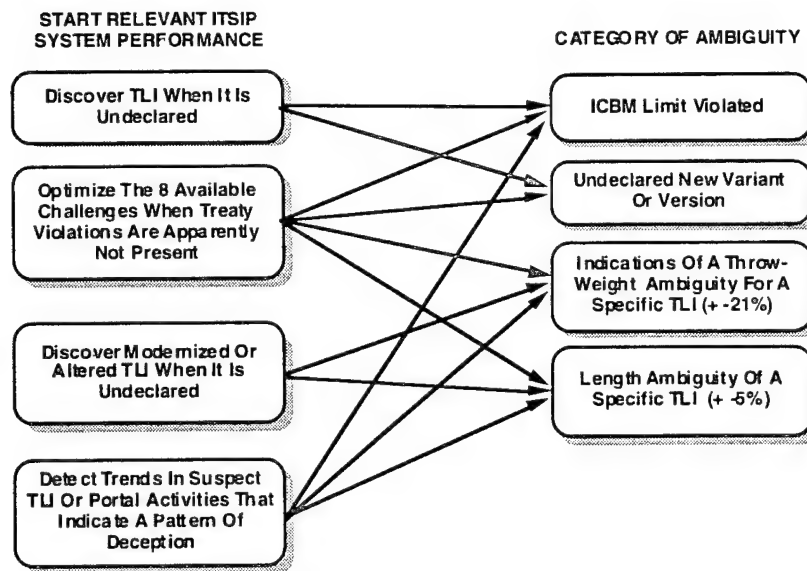 START RELEVANT ITSIP
SYSTEM PERFORMANCE
Discover TLI When It Is
Undeclared
Optimize The 8 Available
Challenges When Treaty
Violations Are Apparently
Not Present
Discover Modernized Or
Altered TLI When It Is
Undeclared
Detect Trends In Suspect
TLI Or Portal Activities That
Indicate A Pattern Of
Deception
CATEGORY OF AMBIGUITY
ICBM Limit Violated
Undeclared New Variant
Or Version
Indications Of A Throw-
Weight Ambiguity For A
Specific TLI (+ -21%)
Length Ambiguity Of A
Specific TLI (+ -5%)